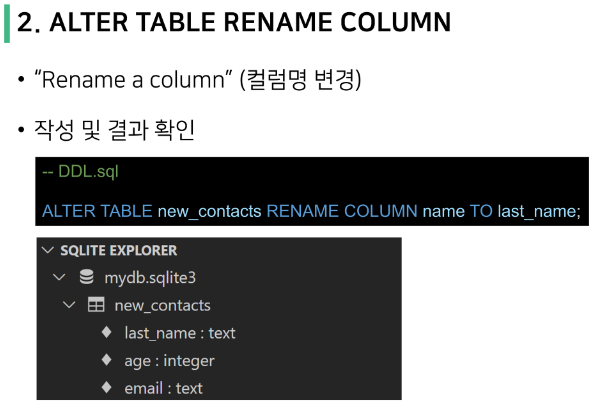 2. ALTER TABLE RENAME COLUMN
• “Rename a column” (컬럼명 변경)
• 작성 및 결과 확인
-- DDL.sql
ALTER TABLE new_contacts RENAME COLUMN name TO last_name;
SQLITE EXPLORER
mydb.sqlite3
new_contacts
last_name : text
age : integer
email : text